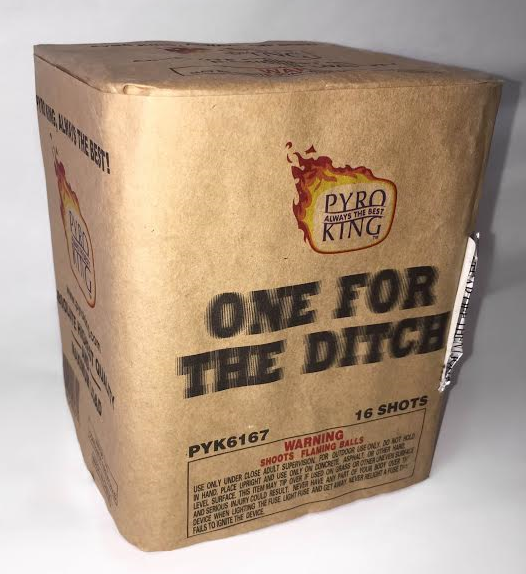 WAR
ALWAYS THE BEST!
PYRO
KING
QUALITY
PYRO
ALWAYS THE BEST
KING
TM
ONE FOR
THE DITCH
PYK6167
16 SHOTS
WARNING
SHOOTS FLAMING BALLS
USE ONLY UNDER CLOSE ADULT SUPERVISION. FOR OUTDOOR USE ONLY. DO NOT HOLD
IN HAND. PLACE UPRIGHT AND USE ONLY ON CONCRETE, ASPHALT, OR OTHER HARD,
LEVEL SURFACE. THIS ITEM MAY TIP OVER IF USED ON GRASS OR OTHER UNEVEN SURFACE
AND SERIOUS INJURY COULD RESULT. NEVER HAVE ANY PART OF YOUR BODY OVER
DEVICE WHEN LIGHTING THE FUSE. LIGHT FUSE AND GET AWAY. NEVER RELIGHT A FUSE
FAILS TO IGNITE THE DEVICE.